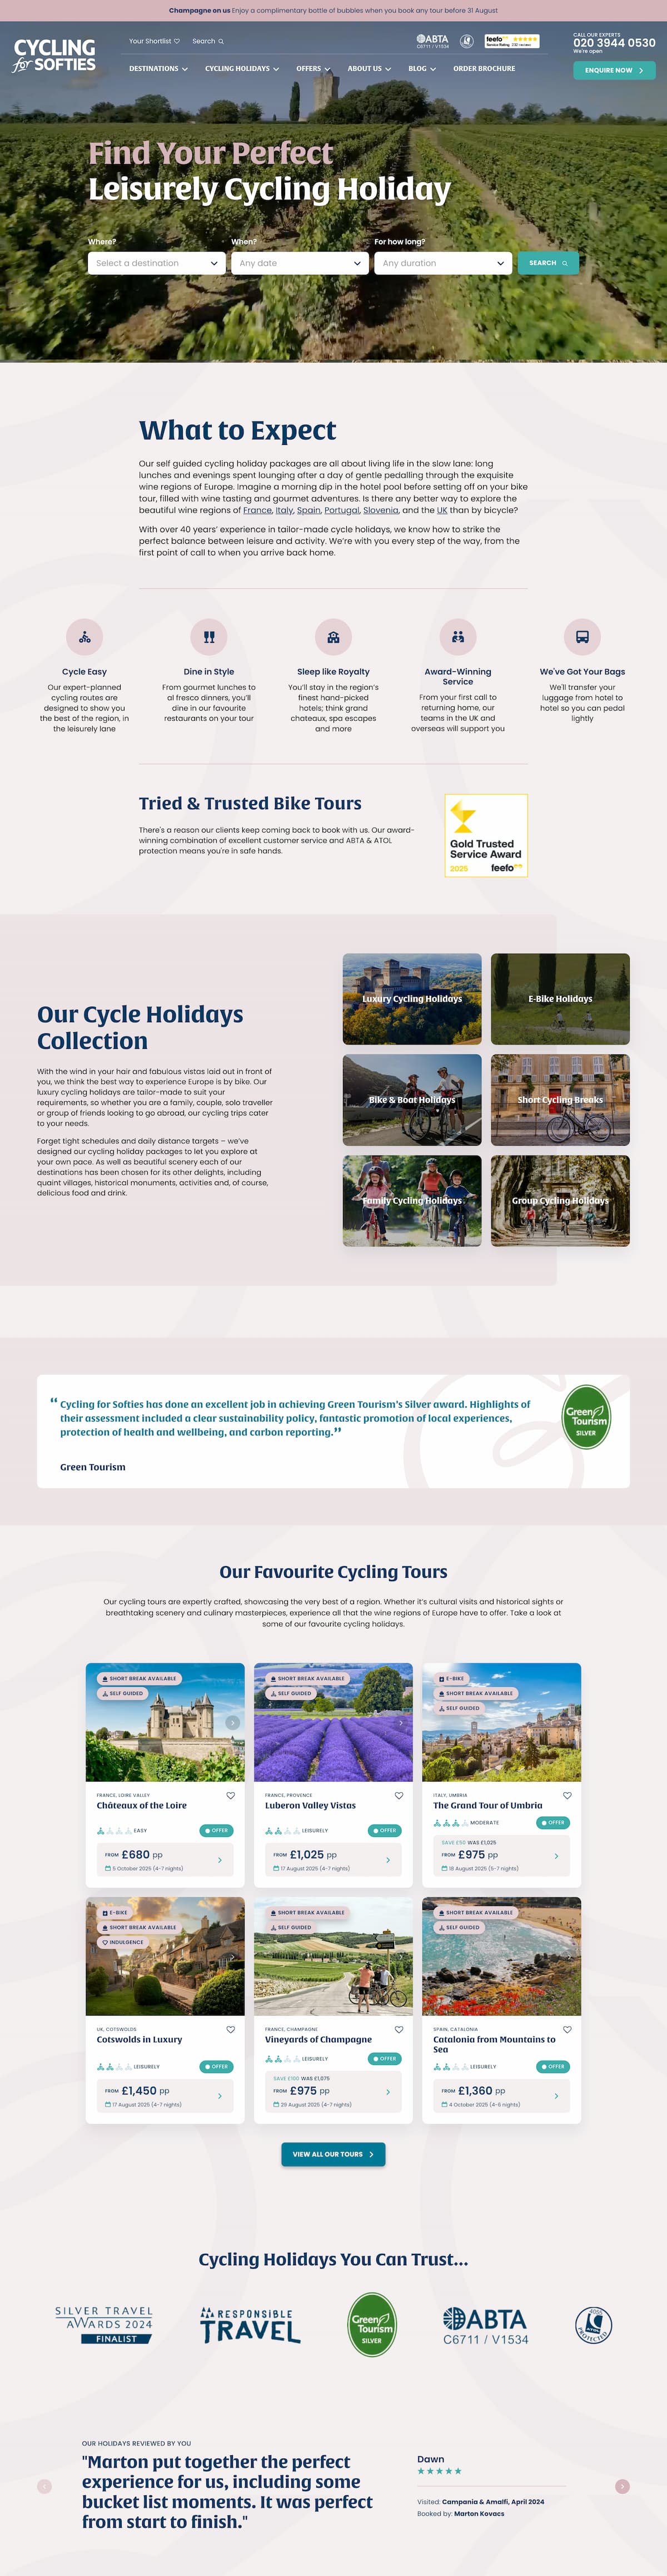 Champagne on us Enjoy a complimentary bottle of bubbles when you book any tour before 31 August
CYCLING
for SOFTIES
Your Shortlist
Search
ABTA
C6711 / V1534
feefo
CALL OUR EXPERTS
020 3944 0530
We're open
DESTINATIONS
CYCLING HOLIDAYS
OFFERS
ABOUT US
BLOG
ORDER BROCHURE
ENQUIRE NOW
Find Your Perfect
Leisurely Cycling Holiday
Where?
When?
For how long?
Select a destination
Any date
Any duration
SEARCH
What to Expect
Our self guided cycling holiday packages are all about living life in the slow lane: long
lunches and evenings spent lounging after a day of gentle pedalling through the exquisite
wine regions of Europe. Imagine a morning dip in the hotel pool before setting off on your bike
tour, filled with wine tasting and gourmet adventures. Is there any better way to explore the
beautiful wine regions of France, Italy, Spain, Portugal, Slovenia, and the UK than by bicycle?
With over 40 years' experience in tailor-made cycle holidays, we know how to strike the
perfect balance between leisure and activity. We're with you every step of the way, from the
first point of call to when you arrive back home.
Cycle Easy
Our expert-planned
cycling routes are
designed to show you
the best of the region, in
the leisurely lane
Dine in Style
From gourmet lunches to
al fresco dinners, you'll
dine in our favourite
restaurants on your tour
Sleep like Royalty
You'll stay in the region's
finest hand-picked
hotels; think grand
chateaux, spa escapes
and more
Award-Winning
Service
From your first call to
returning home, our
teams in the UK and
overseas will support you
We've Got Your Bags
We'll transfer your
luggage from hotel to
hotel so you can pedal
lightly
Tried & Trusted Bike Tours
There's a reason our clients keep coming back to book with us. Our award-
winning combination of excellent customer service and ABTA & ATOL
protection means you're in safe hands.
Gold Trusted
Service Award
2025
feefo
Our Cycle Holidays
Collection
With the wind in your hair and fabulous vistas laid out in front of
you, we think the best way to experience Europe is by bike. Our
luxury cycling holidays are tailor-made to suit your
requirements, so whether you are a family, couple, solo traveller
or group of friends looking to go abroad, our cycling trips cater
to your needs.
Forget tight schedules and daily distance targets – we've
designed our cycling holiday packages to let you explore at
your own pace. As well as beautiful scenery each of our
destinations has been chosen for its other delights, including
quaint villages, historical monuments, activities and, of course,
delicious food and drink.
Luxury Cycling Holidays
E-Bike Holidays
Bike & Boat Holidays
Short Cycling Breaks
Family Cycling Holidays
Group Cycling Holidays
“Cycling for Softies has done an excellent job in achieving Green Tourism's Silver award. Highlights of
their assessment included a clear sustainability policy, fantastic promotion of local experiences,
protection of health and wellbeing, and carbon reporting.”
Green Tourism
Green
Tourism
SILVER
Our Favourite Cycling Tours
Our cycling tours are expertly crafted, showcasing the very best of a region. Whether it's cultural visits and historical sights or
breathtaking scenery and culinary masterpieces, experience all that the wine regions of Europe have to offer. Take a look at
some of our favourite cycling holidays.
SHORT BREAK AVAILABLE
SELF GUIDED
FRANCE, LOIRE VALLEY
Châteaux of the Loire
EASY
OFFER
FROM £680 pp
5 October 2025 (4-7 nights)
SHORT BREAK AVAILABLE
SELF GUIDED
FRANCE, PROVENCE
Luberon Valley Vistas
LEISURELY
OFFER
FROM £1,025 pp
17 August 2025 (4-7 nights)
E-BIKE
SHORT BREAK AVAILABLE
SELF GUIDED
ITALY, UMBRIA
The Grand Tour of Umbria
MODERATE
OFFER
SAVE £50 WAS £1,025
FROM £975 pp
16 August 2025 (5-7 nights)
E-BIKE
SHORT BREAK AVAILABLE
INDULGENCE
UK, COTSWOLDS
Cotswolds in Luxury
LEISURELY
OFFER
FROM £1,450 pp
17 August 2025 (4-7 nights)
SHORT BREAK AVAILABLE
SELF GUIDED
FRANCE, CHAMPAGNE
Vineyards of Champagne
LEISURELY
OFFER
SAVE £100 WAS £1,075
FROM £975 pp
29 August 2025 (4-7 nights)
SHORT BREAK AVAILABLE
SELF GUIDED
SPAIN, CATALONIA
Catalonia from Mountains to
Sea
LEISURELY
OFFER
FROM £1,360 pp
4 October 2025 (4-6 nights)
VIEW ALL OUR TOURS
Cycling Holidays You Can Trust...
SILVER TRAVEL
AWARDS 2024
FINALIST
RESPONSIBLE
TRAVEL
Green
Tourism
SILVER
ABTA
C6711 / V1534
PROTECTED
OUR HOLIDAYS REVIEWED BY YOU
"Marton put together the perfect
experience for us, including some
bucket list moments. It was perfect
from start to finish."
Dawn
Visited: Campania & Amalfi, April 2024
Booked by: Marton Kovacs